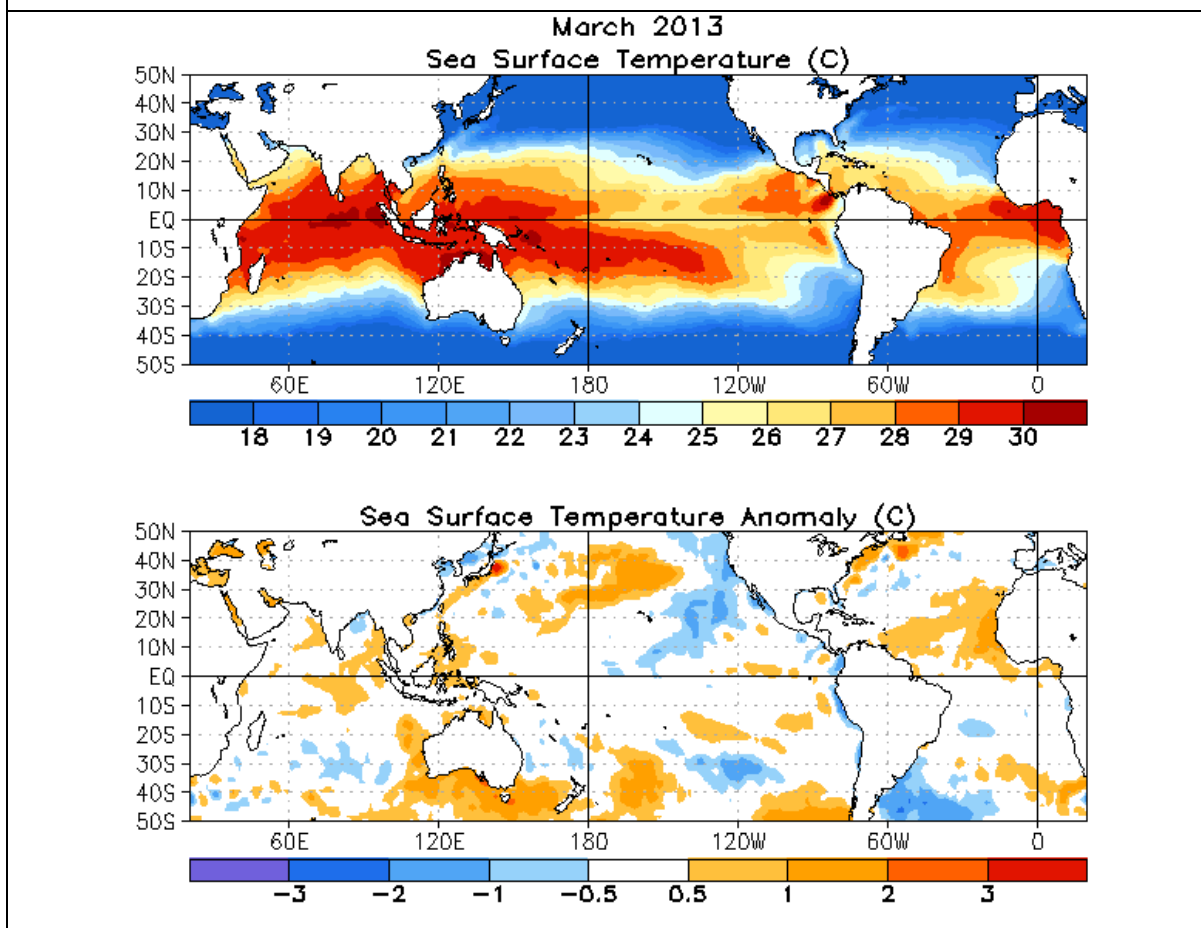 March 2013
Sea Surface Temperature (C)
50N
40N
30N
20N
10N
EQ
10S
20S
30S
40S
50S
60E 120E 180 120W 60W 0
18 19 20 21 22 23 24 25 26 27 28 29 30
Sea Surface Temperature Anomaly (C)
50N
40N
30N
20N
10N
EQ
10S
20S
30S
40S
50S
60E 120E 180 120W 60W 0
-3 -2 -1 -0.5 0.5 1 2 3